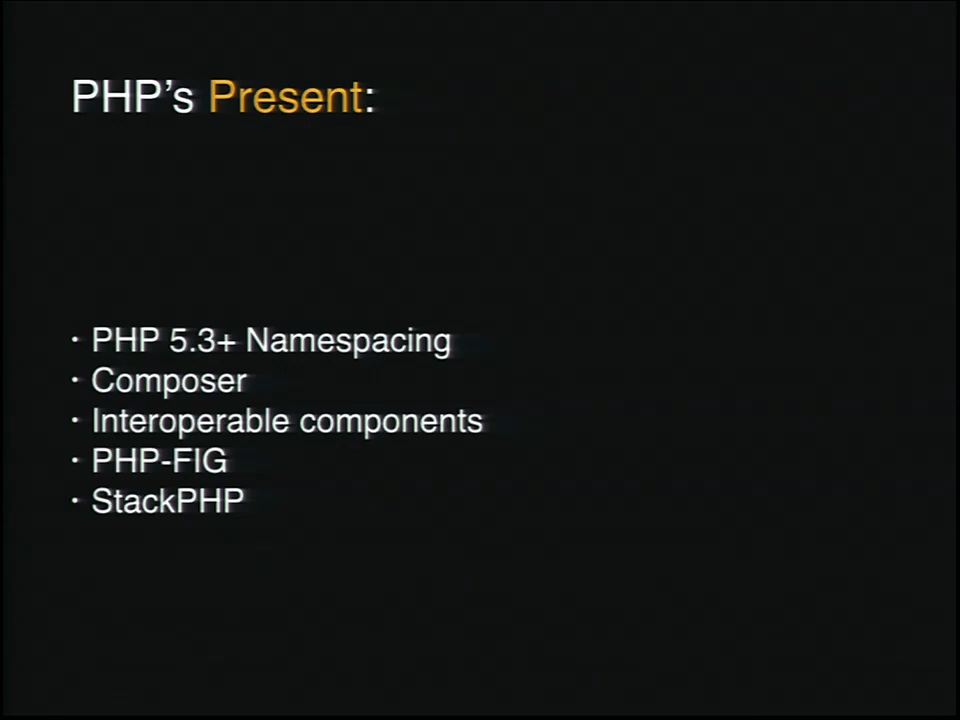 PHP’s Present:
· PHP 5.3+ Namespacing
· Composer
· Interoperable components
· PHP-FIG
· StackPHP